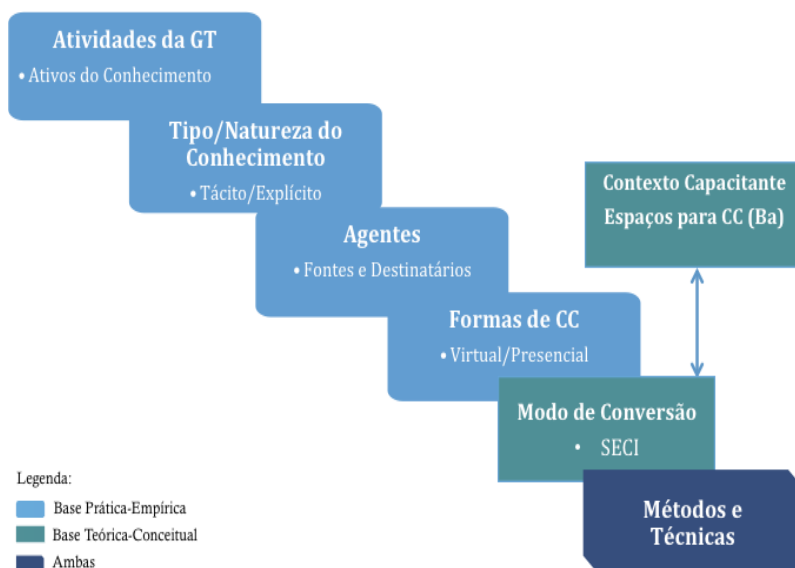 Atividades da GT
• Ativos do Conhecimento
Tipo/Natureza do
Conhecimento
• Tácito/Explícito
Agentes
• Fontes e Destinatários
Formas de CC
• Virtual/Presencial
Contexto Capacitante
Espaços para CC (Ba)
Modo de Conversão
• SECI
Métodos e
Técnicas
Legenda:
Base Prática-Empírica
Base Teórica-Conceitual
Ambas